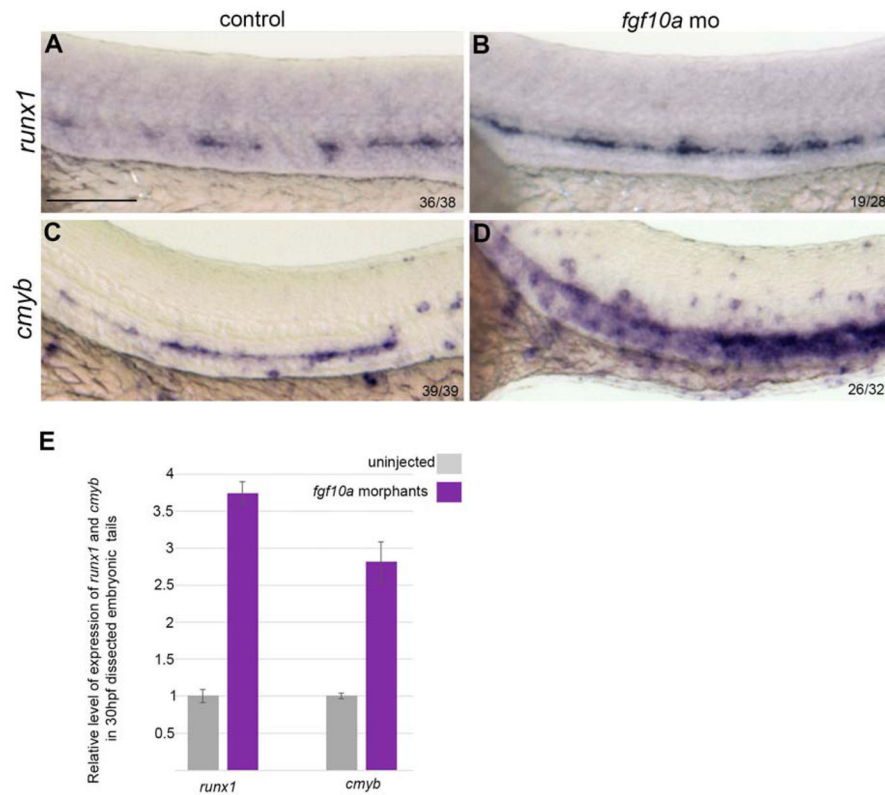 control
fgf10a mo
A
B
runx1
36/38
19/28
C
D
cmyb
39/39
26/32
E
uninjected
fgf10a morphants
Relative level of expression of runx1 and cmyb
in 30hpf dissected embryonic tails
4
3.5
3
2.5
2
1.5
1
0.5
runx1
cmyb